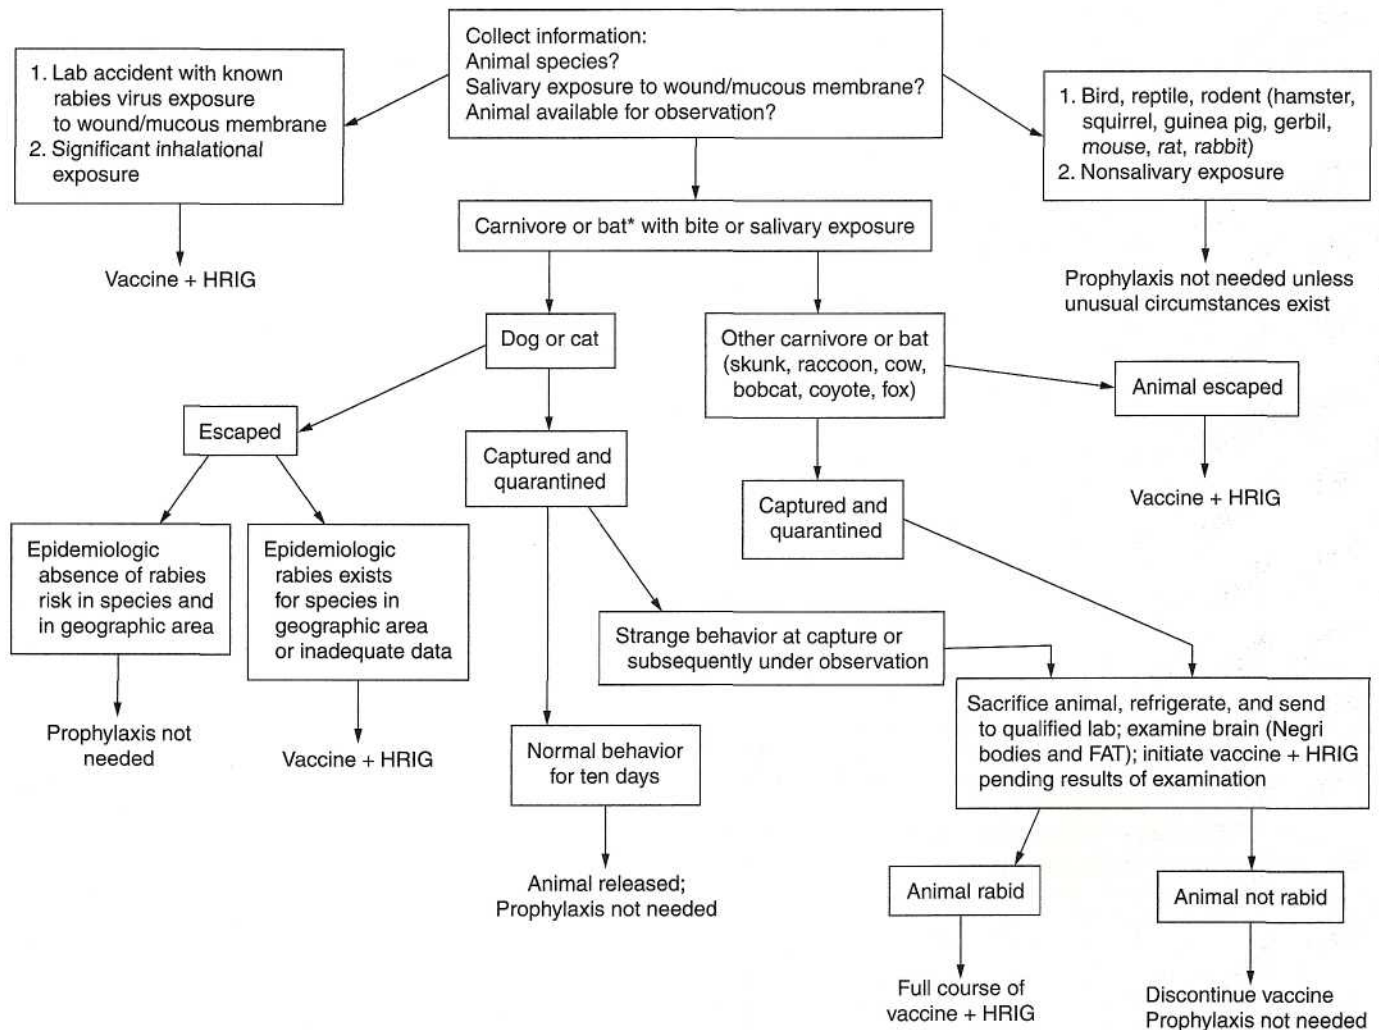 Collect information:
Animal species?
Salivary exposure to wound/mucous membrane?
Animal available for observation?
1. Lab accident with known
rabies virus exposure
to wound/mucous membrane
2. Significant inhalational
exposure
1. Bird, reptile, rodent (hamster,
squirrel, guinea pig, gerbil,
mouse, rat, rabbit)
2. Nonsalivary exposure
Carnivore or bat* with bite or salivary exposure
Vaccine + HRIG
Prophylaxis not needed unless
unusual circumstances exist
Dog or cat
Other carnivore or bat
(skunk, raccoon, cow,
bobcat, coyote, fox)
Animal escaped
Escaped
Captured and
quarantined
Captured and
quarantined
Vaccine + HRIG
Epidemiologic
absence of rabies
risk in species and
in geographic area
Epidemiologic
rabies exists
for species in
geographic area
or inadequate data
Strange behavior at capture or
subsequently under observation
Sacrifice animal, refrigerate, and send
to qualified lab; examine brain (Negri
bodies and FAT); initiate vaccine + HRIG
pending results of examination
Prophylaxis not
needed
Vaccine + HRIG
Normal behavior
for ten days
Animal released;
Prophylaxis not needed
Animal rabid
Animal not rabid
Full course of
vaccine + HRIG
Discontinue vaccine
Prophylaxis not needed